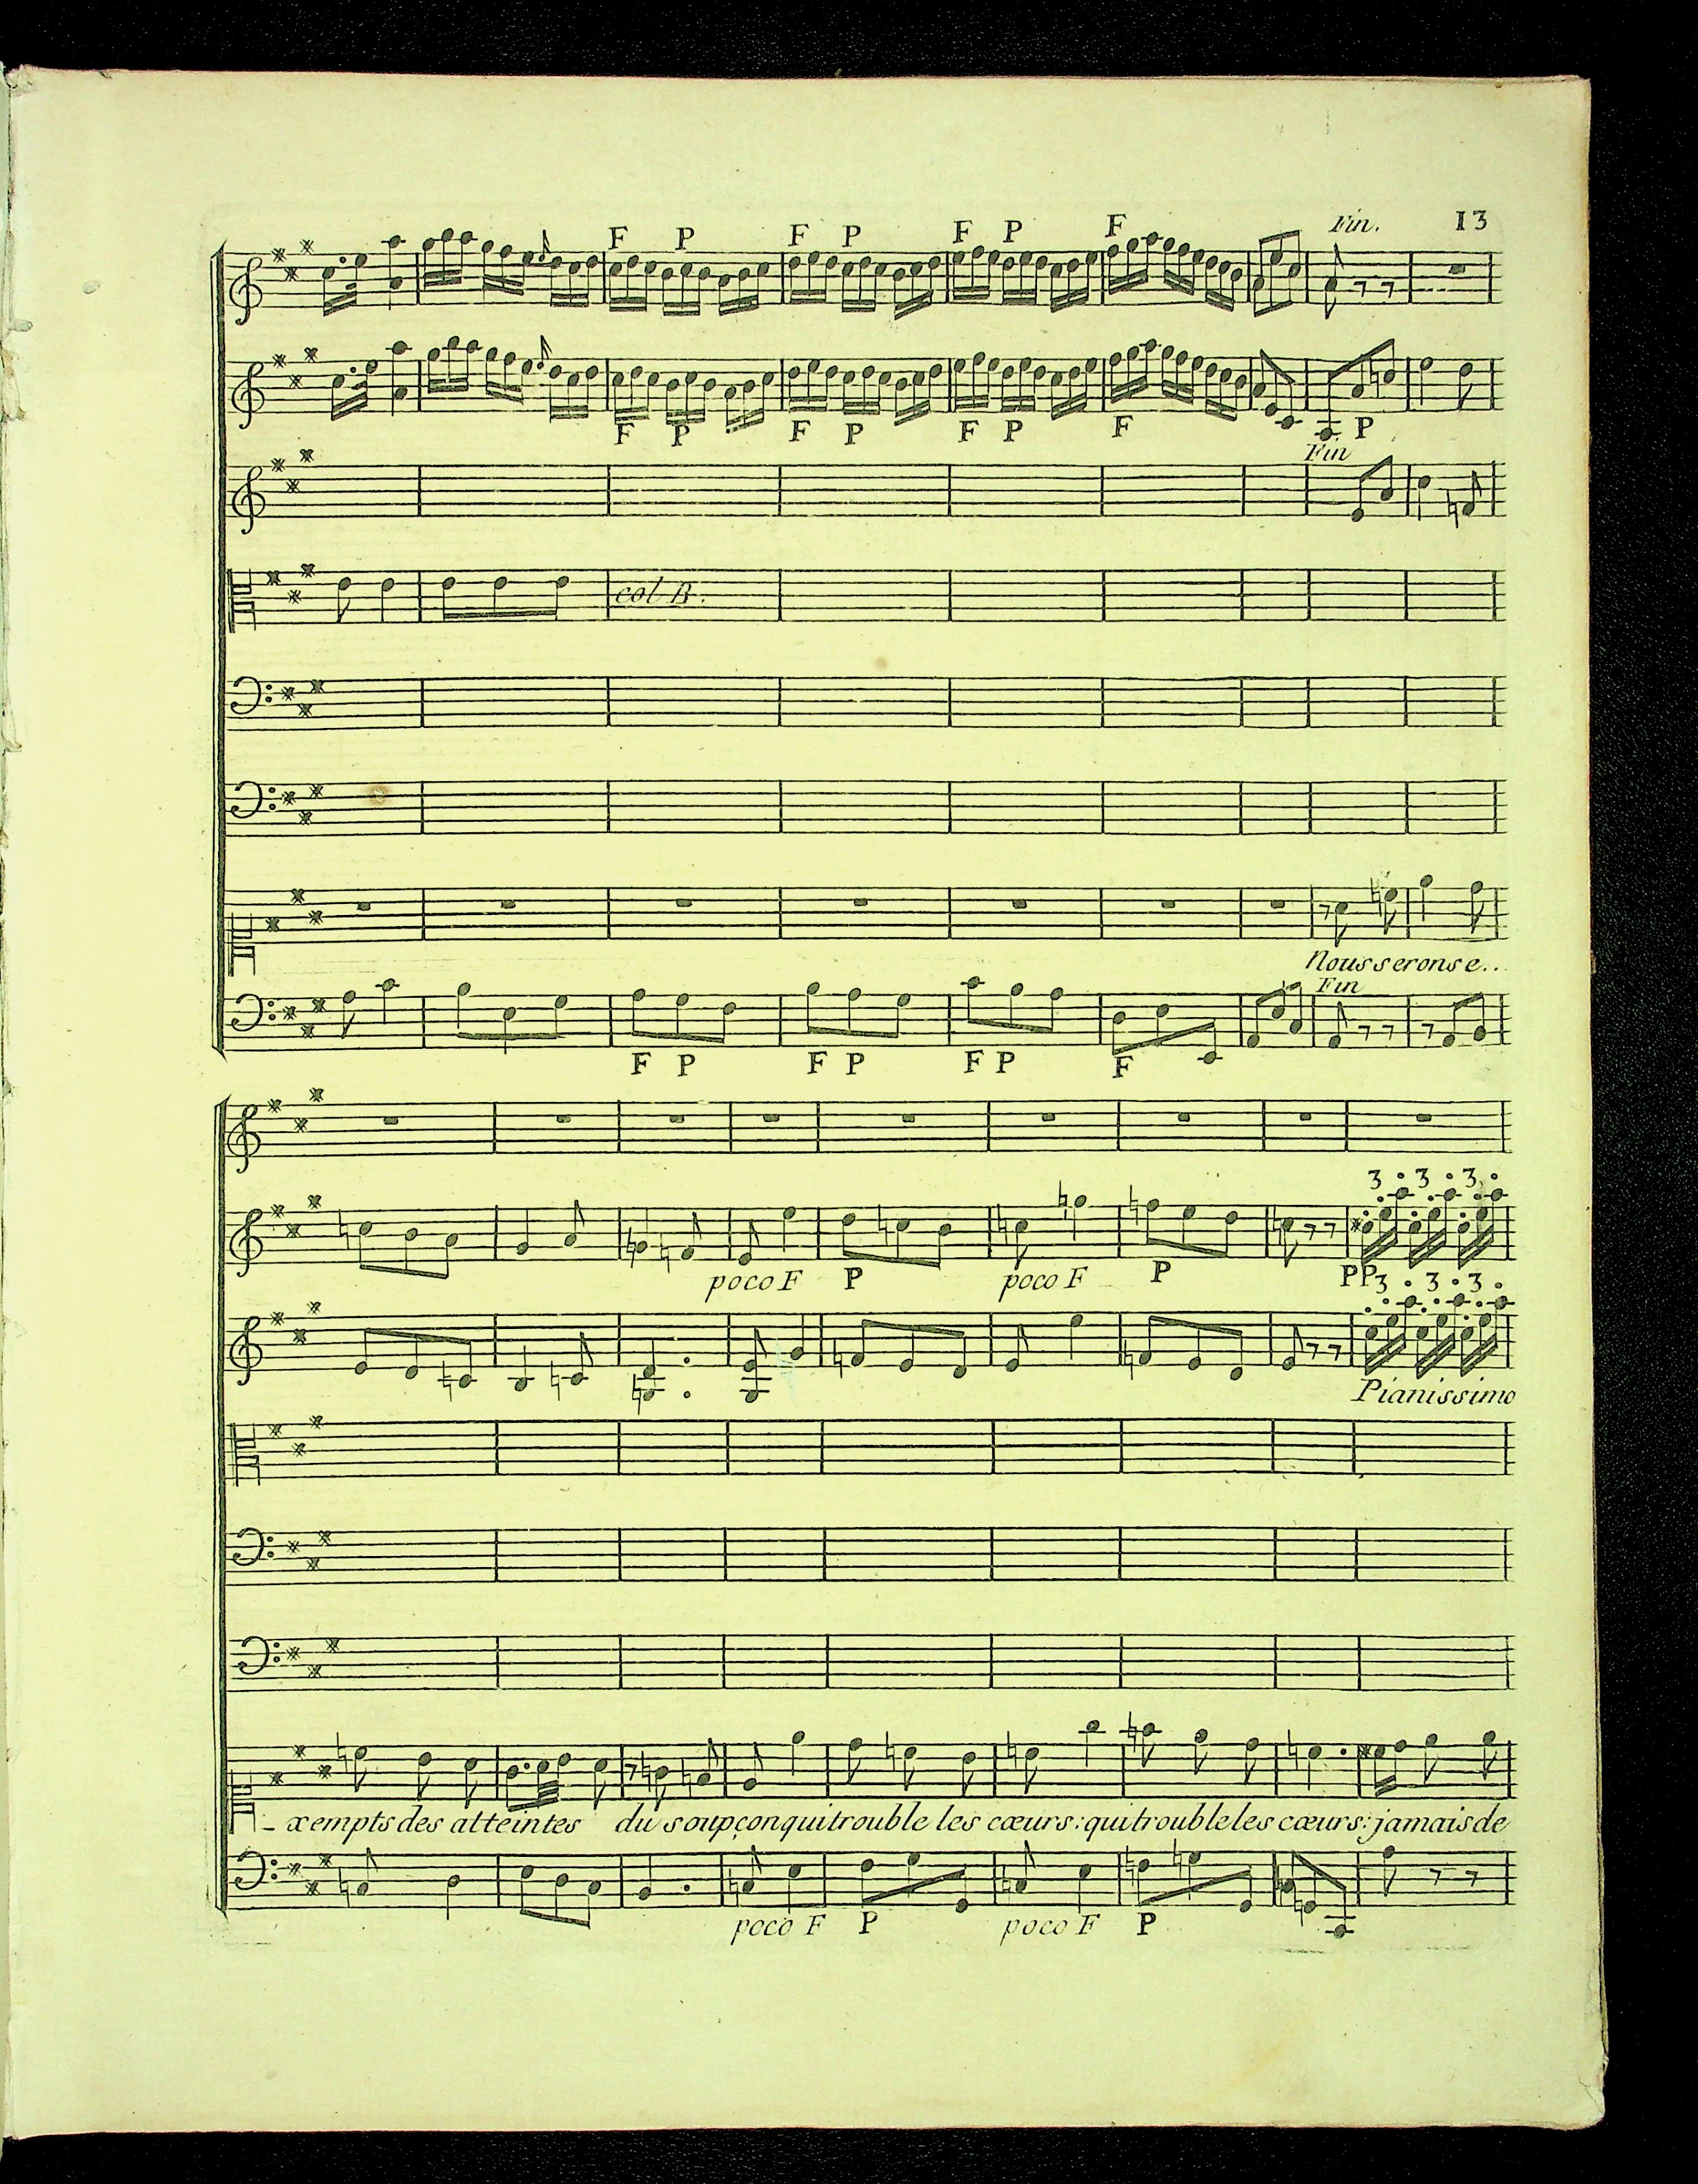 Fin. 13
F P F P F P F
F P F P F P F P
Fin
col B.
Nous serons e..
Fin
F P F P F P F
3 3 3
poco F P poco F P PP
3 3 3
Pianissimo
- xempts des atteintes du soupçon qui trouble les cœurs: qui trouble les cœurs: jamais de
poco F P poco F P